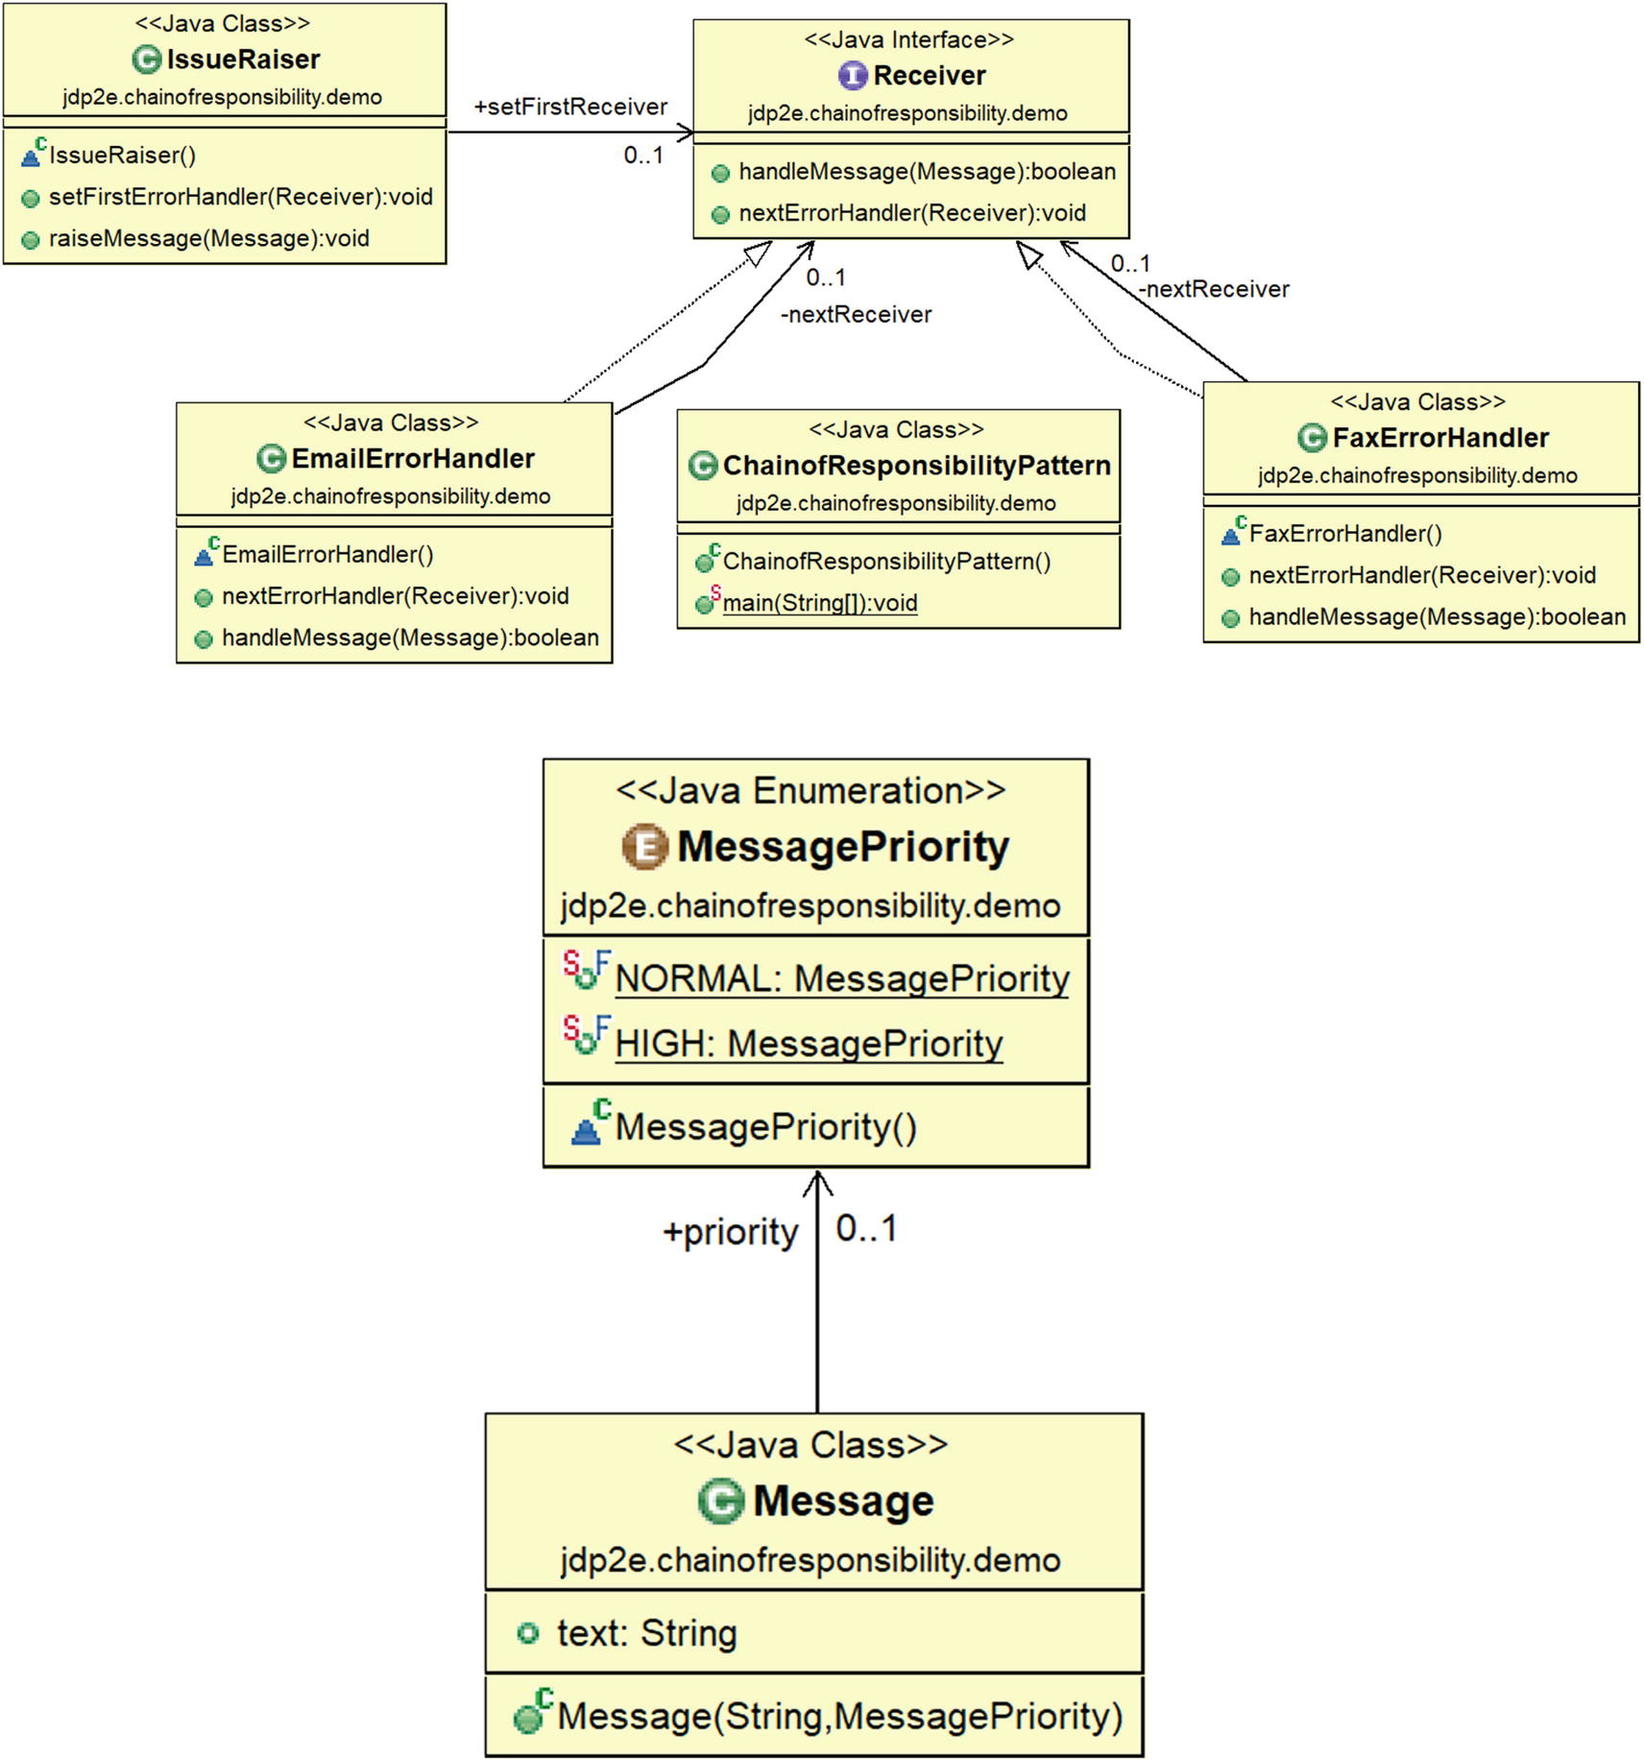 <<Java Class>>
IssueRaiser
jdp2e.chainofresponsibility.demo
IssueRaiser()
setFirstErrorHandler(Receiver):void
raiseMessage(Message):void
+setFirstReceiver
0..1
<<Java Interface>>
Receiver
jdp2e.chainofresponsibility.demo
handleMessage(Message):boolean
nextErrorHandler(Receiver):void
0..1
-nextReceiver
0..1
-nextReceiver
<<Java Class>>
EmailErrorHandler
jdp2e.chainofresponsibility.demo
EmailErrorHandler()
nextErrorHandler(Receiver):void
handleMessage(Message):boolean
<<Java Class>>
ChainofResponsibilityPattern
jdp2e.chainofresponsibility.demo
ChainofResponsibilityPattern()
main(String[]):void
<<Java Class>>
FaxErrorHandler
jdp2e.chainofresponsibility.demo
FaxErrorHandler()
nextErrorHandler(Receiver):void
handleMessage(Message):boolean
<<Java Enumeration>>
MessagePriority
jdp2e.chainofresponsibility.demo
NORMAL: MessagePriority
HIGH: MessagePriority
MessagePriority()
+priority 0..1
<<Java Class>>
Message
jdp2e.chainofresponsibility.demo
text: String
Message(String,MessagePriority)